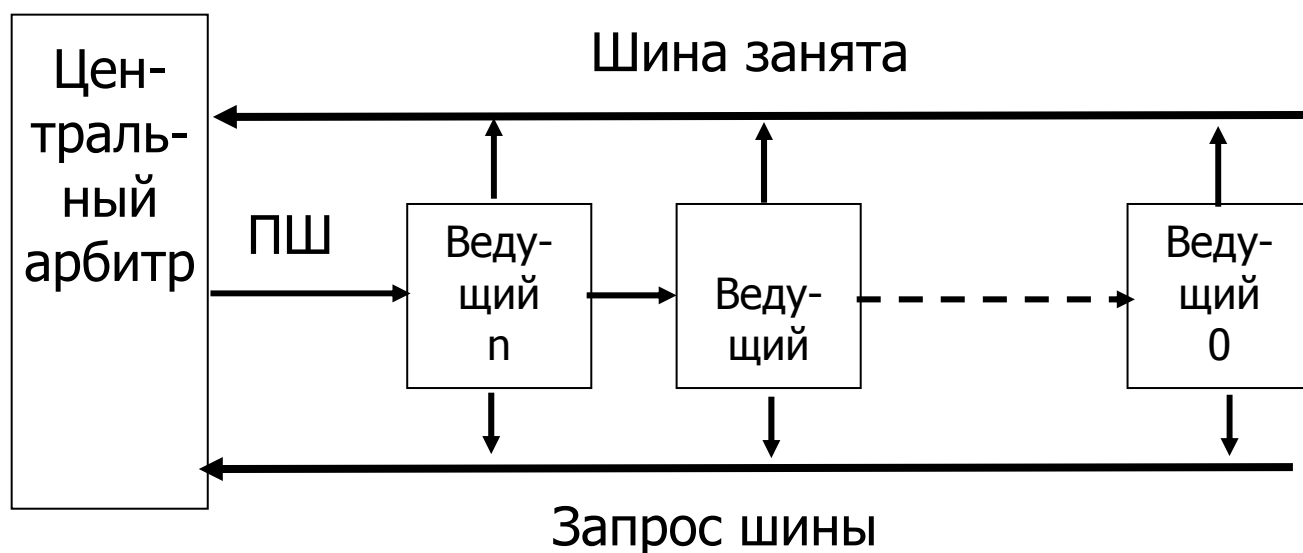 Шина занята
Цен-
траль-
ный
арбитр
ПШ
Веду-
щий
n
Веду-
щий
Веду-
щий
0
Запрос шины